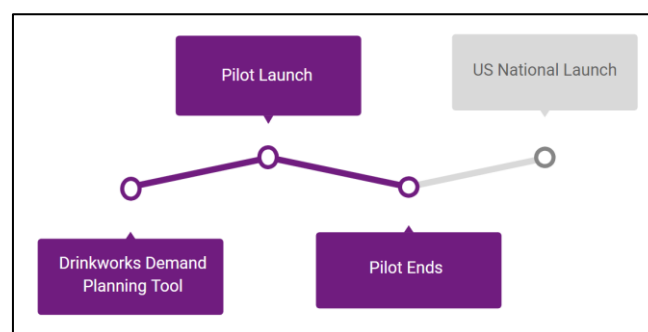 Pilot Launch
US National Launch
Drinkworks Demand
Planning Tool
Pilot Ends